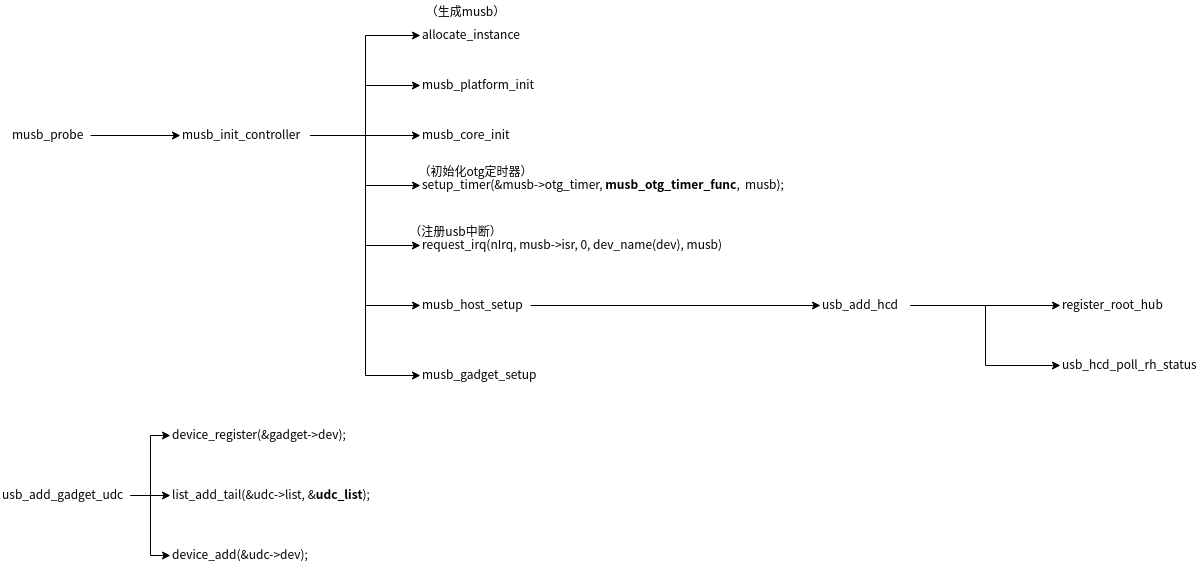 （生成musb）
allocate_instance
musb_platform_init
musb_probe
musb_init_controller
musb_core_init
（初始化otg定时器）
setup_timer(&musb->otg_timer, musb_otg_timer_func, musb);
（注册usb中断）
request_irq(nIrq, musb->isr, 0, dev_name(dev), musb)
musb_host_setup
usb_add_hcd
register_root_hub
usb_hcd_poll_rh_status
musb_gadget_setup
device_register(&gadget->dev);
usb_add_gadget_udc
list_add_tail(&udc->list, &udc_list);
device_add(&udc->dev);